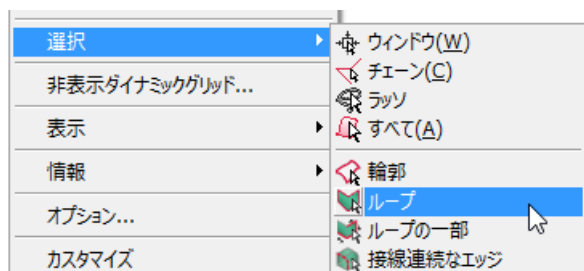 選択
非表示ダイナミックグリッド...
表示
情報
オプション...
カスタマイズ
ウィンドウ(W)
チェーン(C)
ラッソ
すべて(A)
輪郭
ループ
ループの一部
接線連続なエッジ